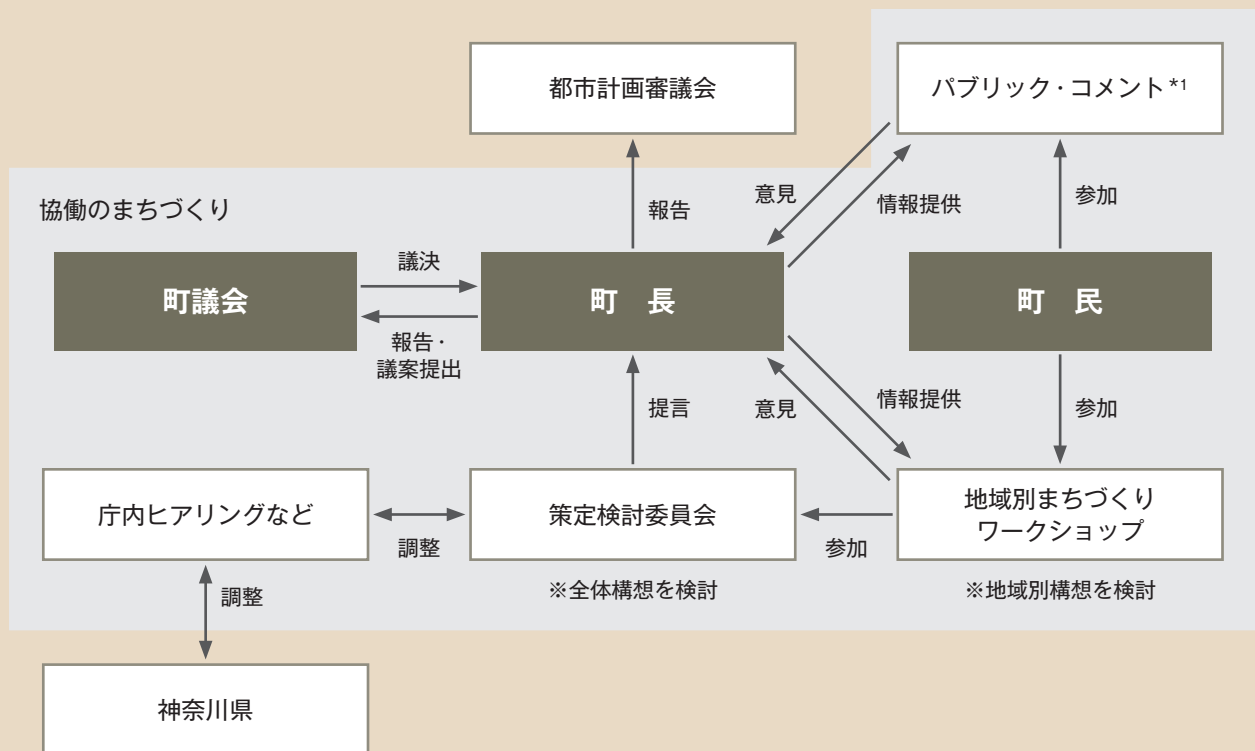 都市計画審議会
パブリック・コメント*1
協働のまちづくり
報告
意見
情報提供
参加
町議会
議決
報告・
議案提出
町　長
町　民
提言
意見
情報提供
参加
庁内ヒアリングなど
調整
策定検討委員会
参加
地域別まちづくり
ワークショップ
※全体構想を検討
※地域別構想を検討
調整
神奈川県